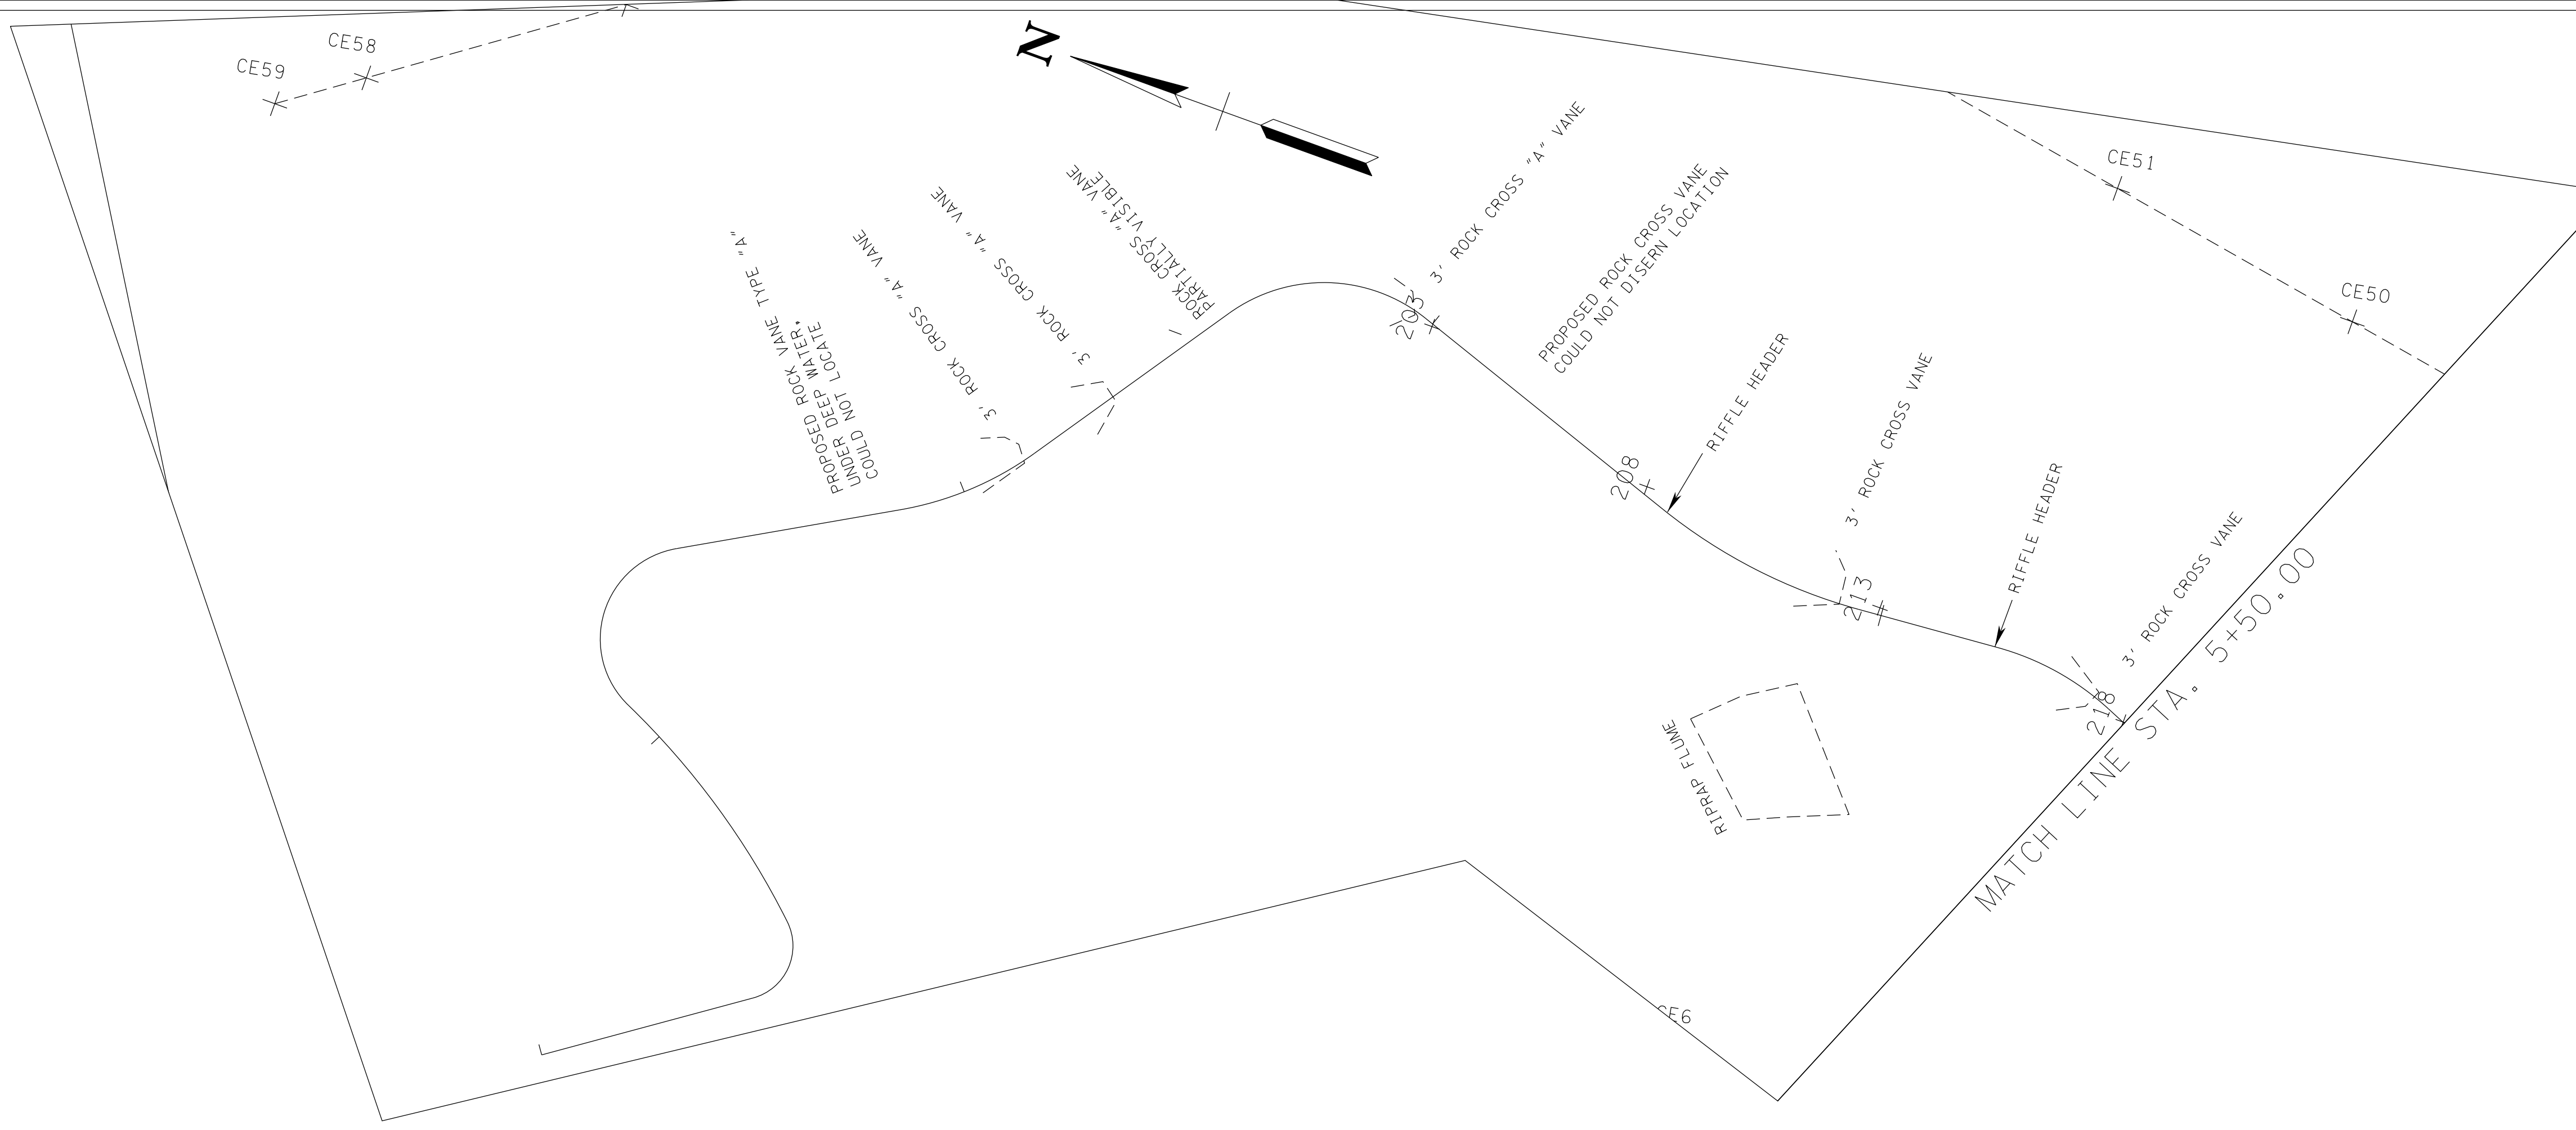 CE59
CE58
N
PROPOSED ROCK VANE TYPE "A"
UNDER DEEP WATER.
COULD NOT LOCATE
3' ROCK CROSS "A" VANE
3' ROCK CROSS "A" VANE
ROCK CROSS "A" VANE
PARTIALLY VISIBLE
203
3' ROCK CROSS "A" VANE
PROPOSED ROCK CROSS VANE
COULD NOT DISERN LOCATION
CE51
CE50
208
RIFFLE HEADER
213
3' ROCK CROSS VANE
RIFFLE HEADER
218
3' ROCK CROSS VANE
RIPRAP FLUME
MATCH LINE STA. 5+50.00
CE6